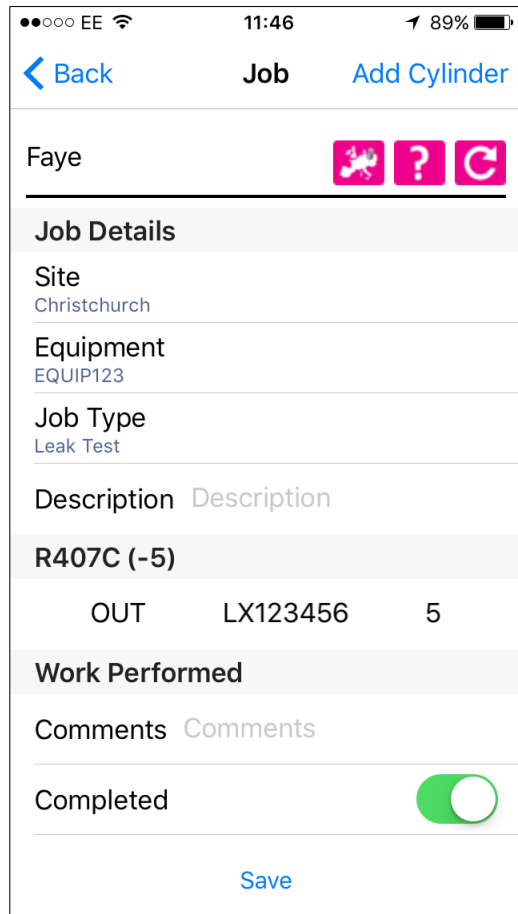 EE 11:46 89%
Back Job Add Cylinder
Faye ?
Job Details
Site
Christchurch
Equipment
EQUIP123
Job Type
Leak Test
Description Description
R407C (-5)
OUT LX123456 5
Work Performed
Comments Comments
Completed
Save